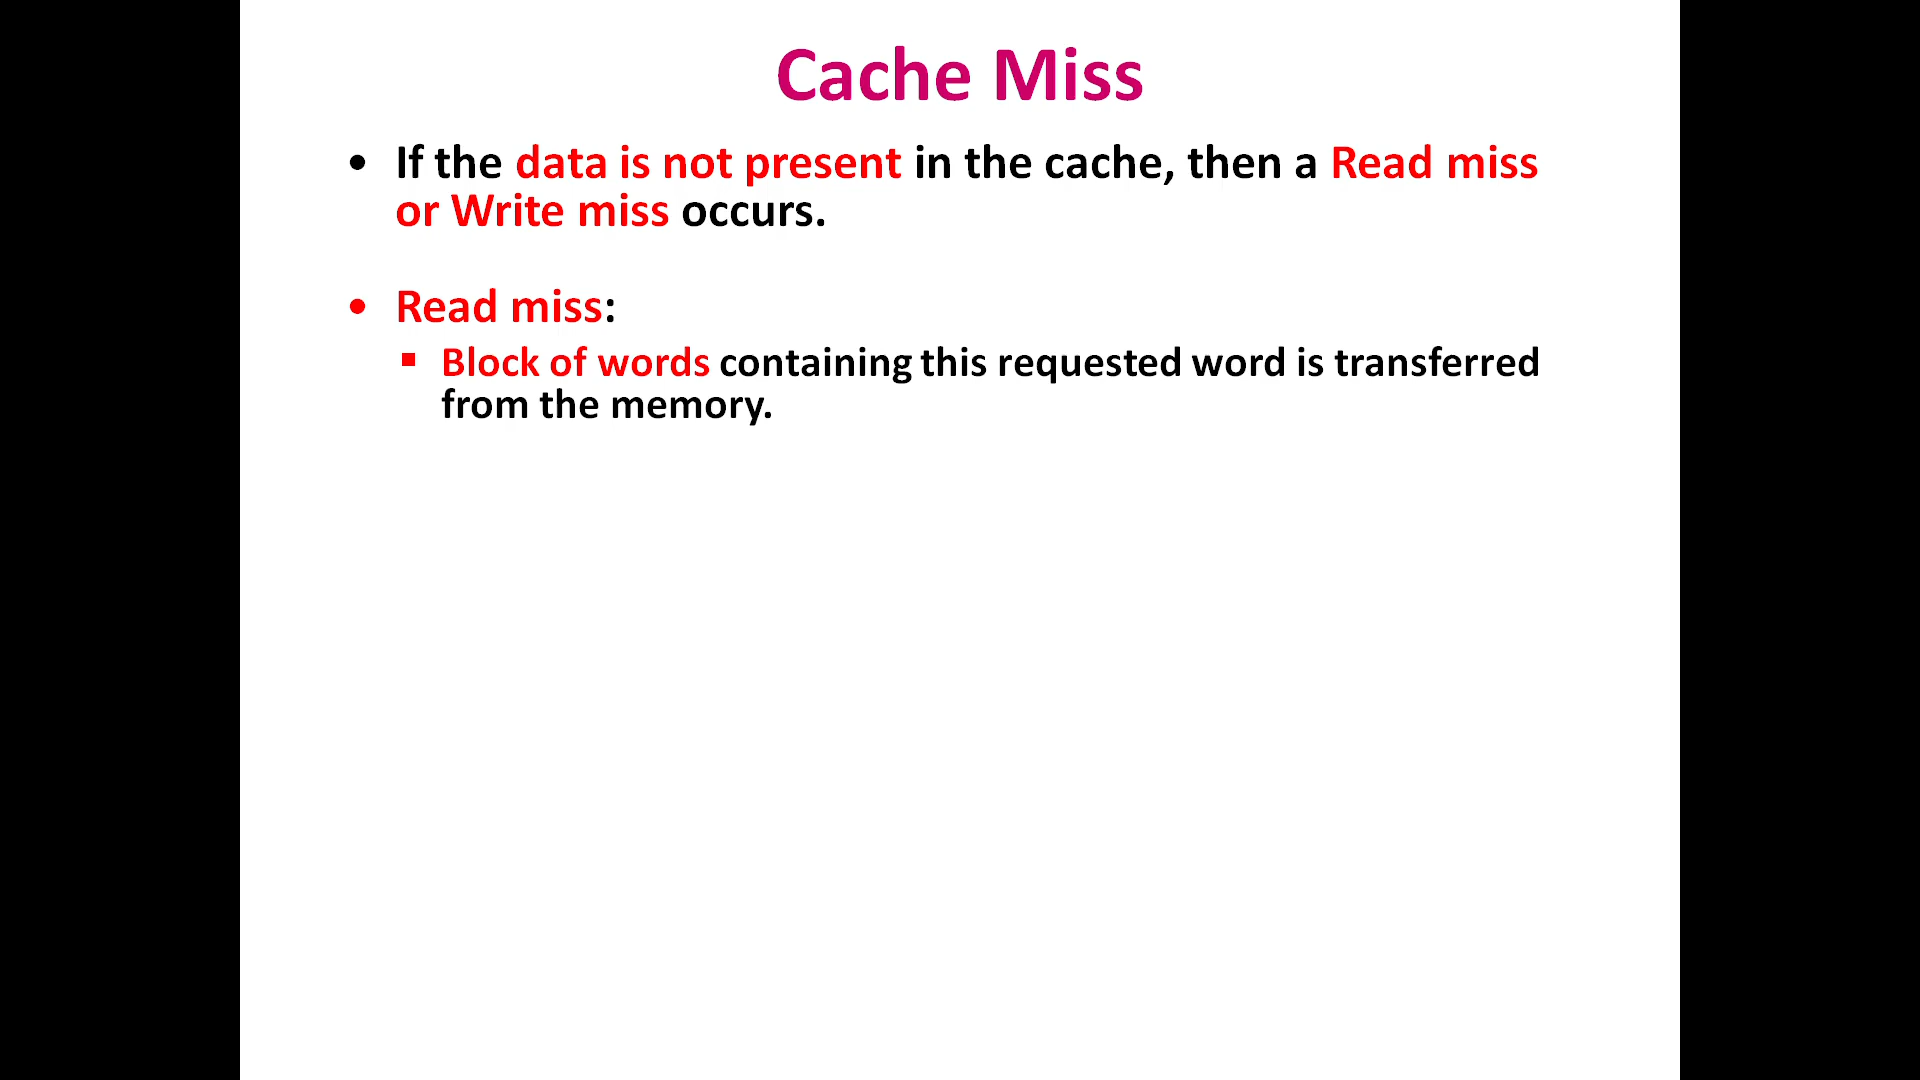 Cache Miss
• If the data is not present in the cache, then a Read miss
or Write miss occurs.
• Read miss:
▪ Block of words containing this requested word is transferred
from the memory.